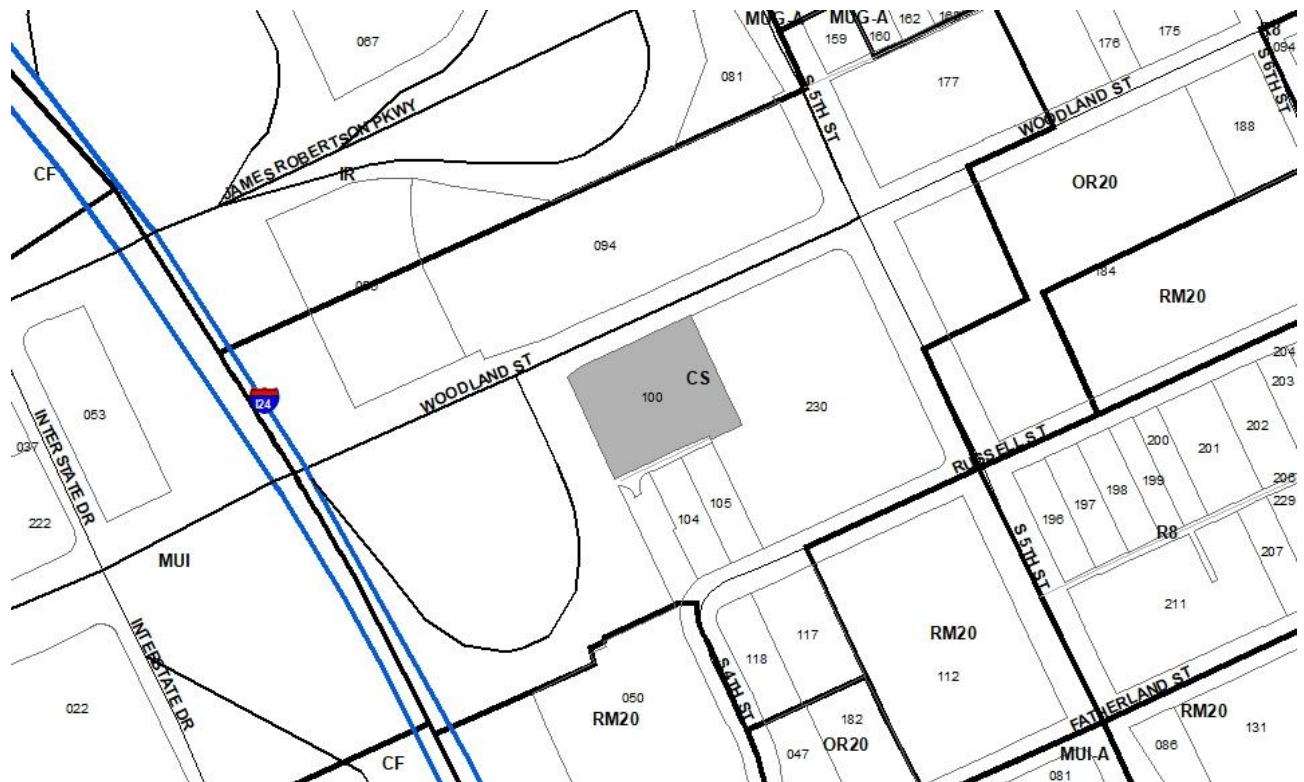 MUG-A
MUG-A
162
163
175
R8
067
159
160
176
094
081
177
S 5TH ST
S 6TH ST
WOODLAND ST
188
JAMES ROBERTSON PKWY
CF
IR
OR20
094
184
RM20
WOODLAND ST
CS
100
230
I24
053
037
INTERSTATE DR
222
204
203
202
201
200
199
198
197
196
206
229
RUSSELL ST
104
105
R8
207
211
S 5TH ST
MUI
INTERSTATE DR
118
117
RM20
112
S 4TH ST
022
050
RM20
182
047
OR20
FATHERLAND ST
RM20
131
086
MUI-A
081
CF